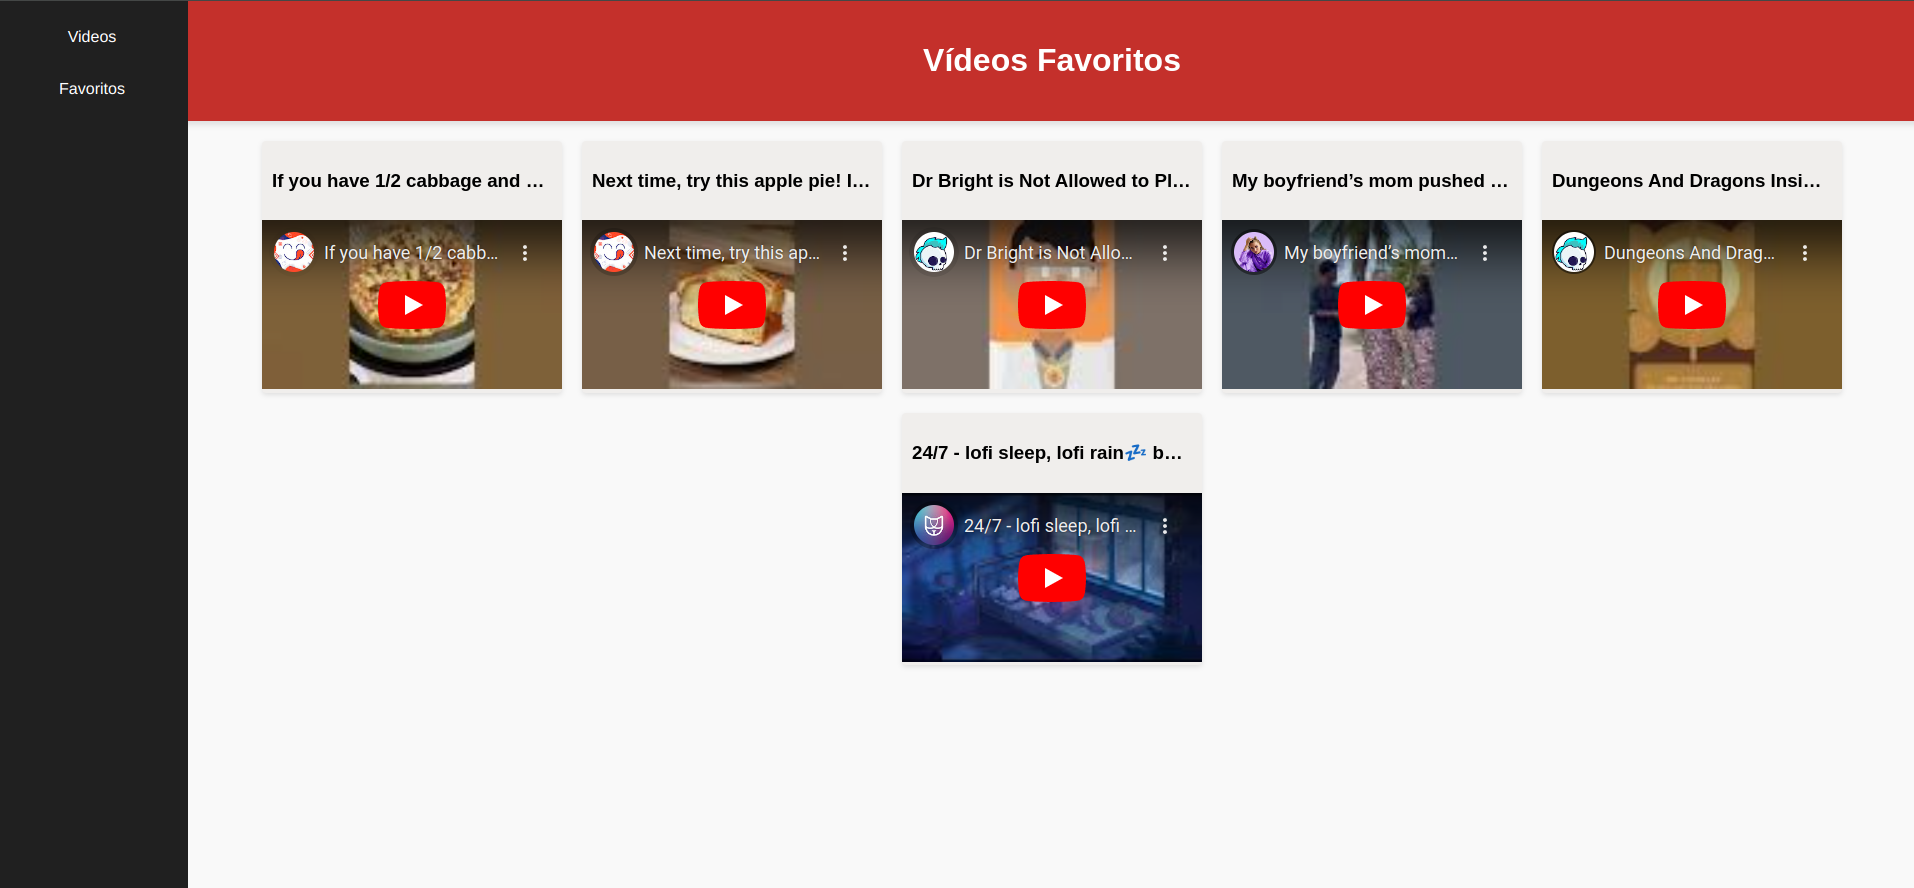 Videos
Favoritos
Vídeos Favoritos
If you have 1/2 cabbage and ...
Next time, try this apple pie! I...
Dr Bright is Not Allowed to Pl...
My boyfriend’s mom pushed ...
Dungeons And Dragons Insi...
If you have 1/2 cabb...
Next time, try this ap...
Dr Bright is Not Allo...
My boyfriend’s mom...
Dungeons And Drag...
24/7 - lofi sleep, lofi rain💤 b...
24/7 - lofi sleep, lofi ...